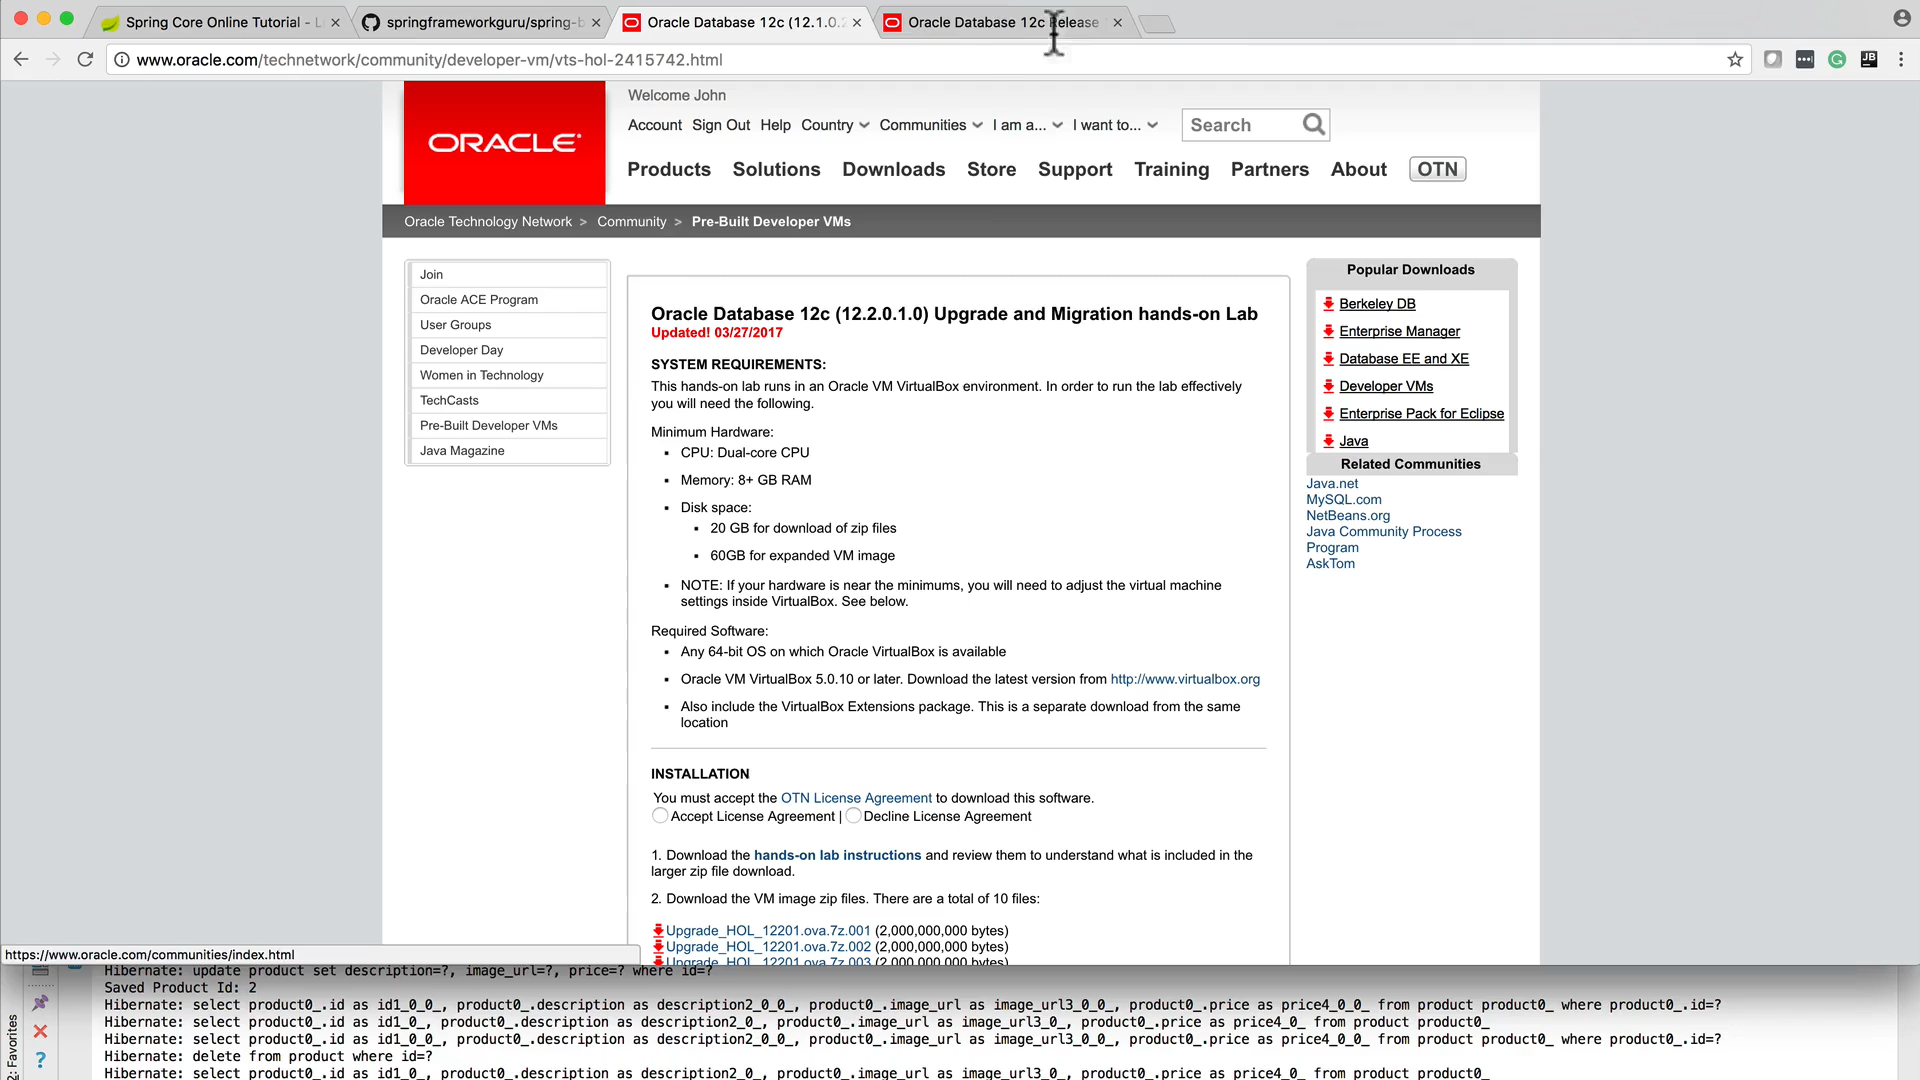 Spring Core Online Tutorial - L
springframeworkguru/spring-b
Oracle Database 12c (12.1.0.2
Oracle Database 12c Release
www.oracle.com/technetwork/community/developer-vm/vts-hol-2415742.html
JB
ORACLE
Welcome John
Account Sign Out Help Country Communities I am a... I want to... Search
Products Solutions Downloads Store Support Training Partners About OTN
Oracle Technology Network > Community > Pre-Built Developer VMs
Join
Oracle ACE Program
User Groups
Developer Day
Women in Technology
TechCasts
Pre-Built Developer VMs
Java Magazine
Oracle Database 12c (12.2.0.1.0) Upgrade and Migration hands-on Lab
Updated! 03/27/2017
SYSTEM REQUIREMENTS:
This hands-on lab runs in an Oracle VM VirtualBox environment. In order to run the lab effectively
you will need the following.
Minimum Hardware:
CPU: Dual-core CPU
Memory: 8+ GB RAM
Disk space:
20 GB for download of zip files
60GB for expanded VM image
NOTE: If your hardware is near the minimums, you will need to adjust the virtual machine
settings inside VirtualBox. See below.
Required Software:
Any 64-bit OS on which Oracle VirtualBox is available
Oracle VM VirtualBox 5.0.10 or later. Download the latest version from http://www.virtualbox.org
Also include the VirtualBox Extensions package. This is a separate download from the same
location
INSTALLATION
You must accept the OTN License Agreement to download this software.
Accept License Agreement | Decline License Agreement
1. Download the hands-on lab instructions and review them to understand what is included in the
larger zip file download.
2. Download the VM image zip files. There are a total of 10 files:
Upgrade_HOL_12201.ova.7z.001 (2,000,000,000 bytes)
Upgrade_HOL_12201.ova.7z.002 (2,000,000,000 bytes)
Upgrade_HOL_12201.ova.7z.003 (2,000,000,000 bytes)
Popular Downloads
Berkeley DB
Enterprise Manager
Database EE and XE
Developer VMs
Enterprise Pack for Eclipse
Java
Related Communities
Java.net
MySQL.com
NetBeans.org
Java Community Process
Program
AskTom
https://www.oracle.com/communities/index.html
2: Favorites
Hibernate: update product set description=?, image_url=?, price=? where id=?
Saved Product Id: 2
Hibernate: select product0_.id as id1_0_0_, product0_.description as description2_0_0_, product0_.image_url as image_url3_0_0_, product0_.price as price4_0_0_ from product product0_ where product0_.id=?
Hibernate: select product0_.id as id1_0_, product0_.description as description2_0_, product0_.image_url as image_url3_0_, product0_.price as price4_0_ from product product0_
Hibernate: select product0_.id as id1_0_0_, product0_.description as description2_0_0_, product0_.image_url as image_url3_0_0_, product0_.price as price4_0_0_ from product product0_ where product0_.id=?
Hibernate: delete from product where id=?
Hibernate: select product0_.id as id1_0_, product0_.description as description2_0_, product0_.image_url as image_url3_0_, product0_.price as price4_0_ from product product0_